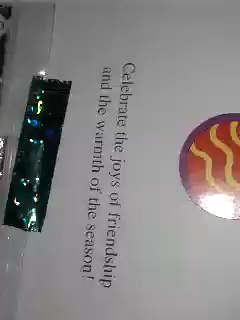 Celebrate the joys of friendship
and the warmth of the season!